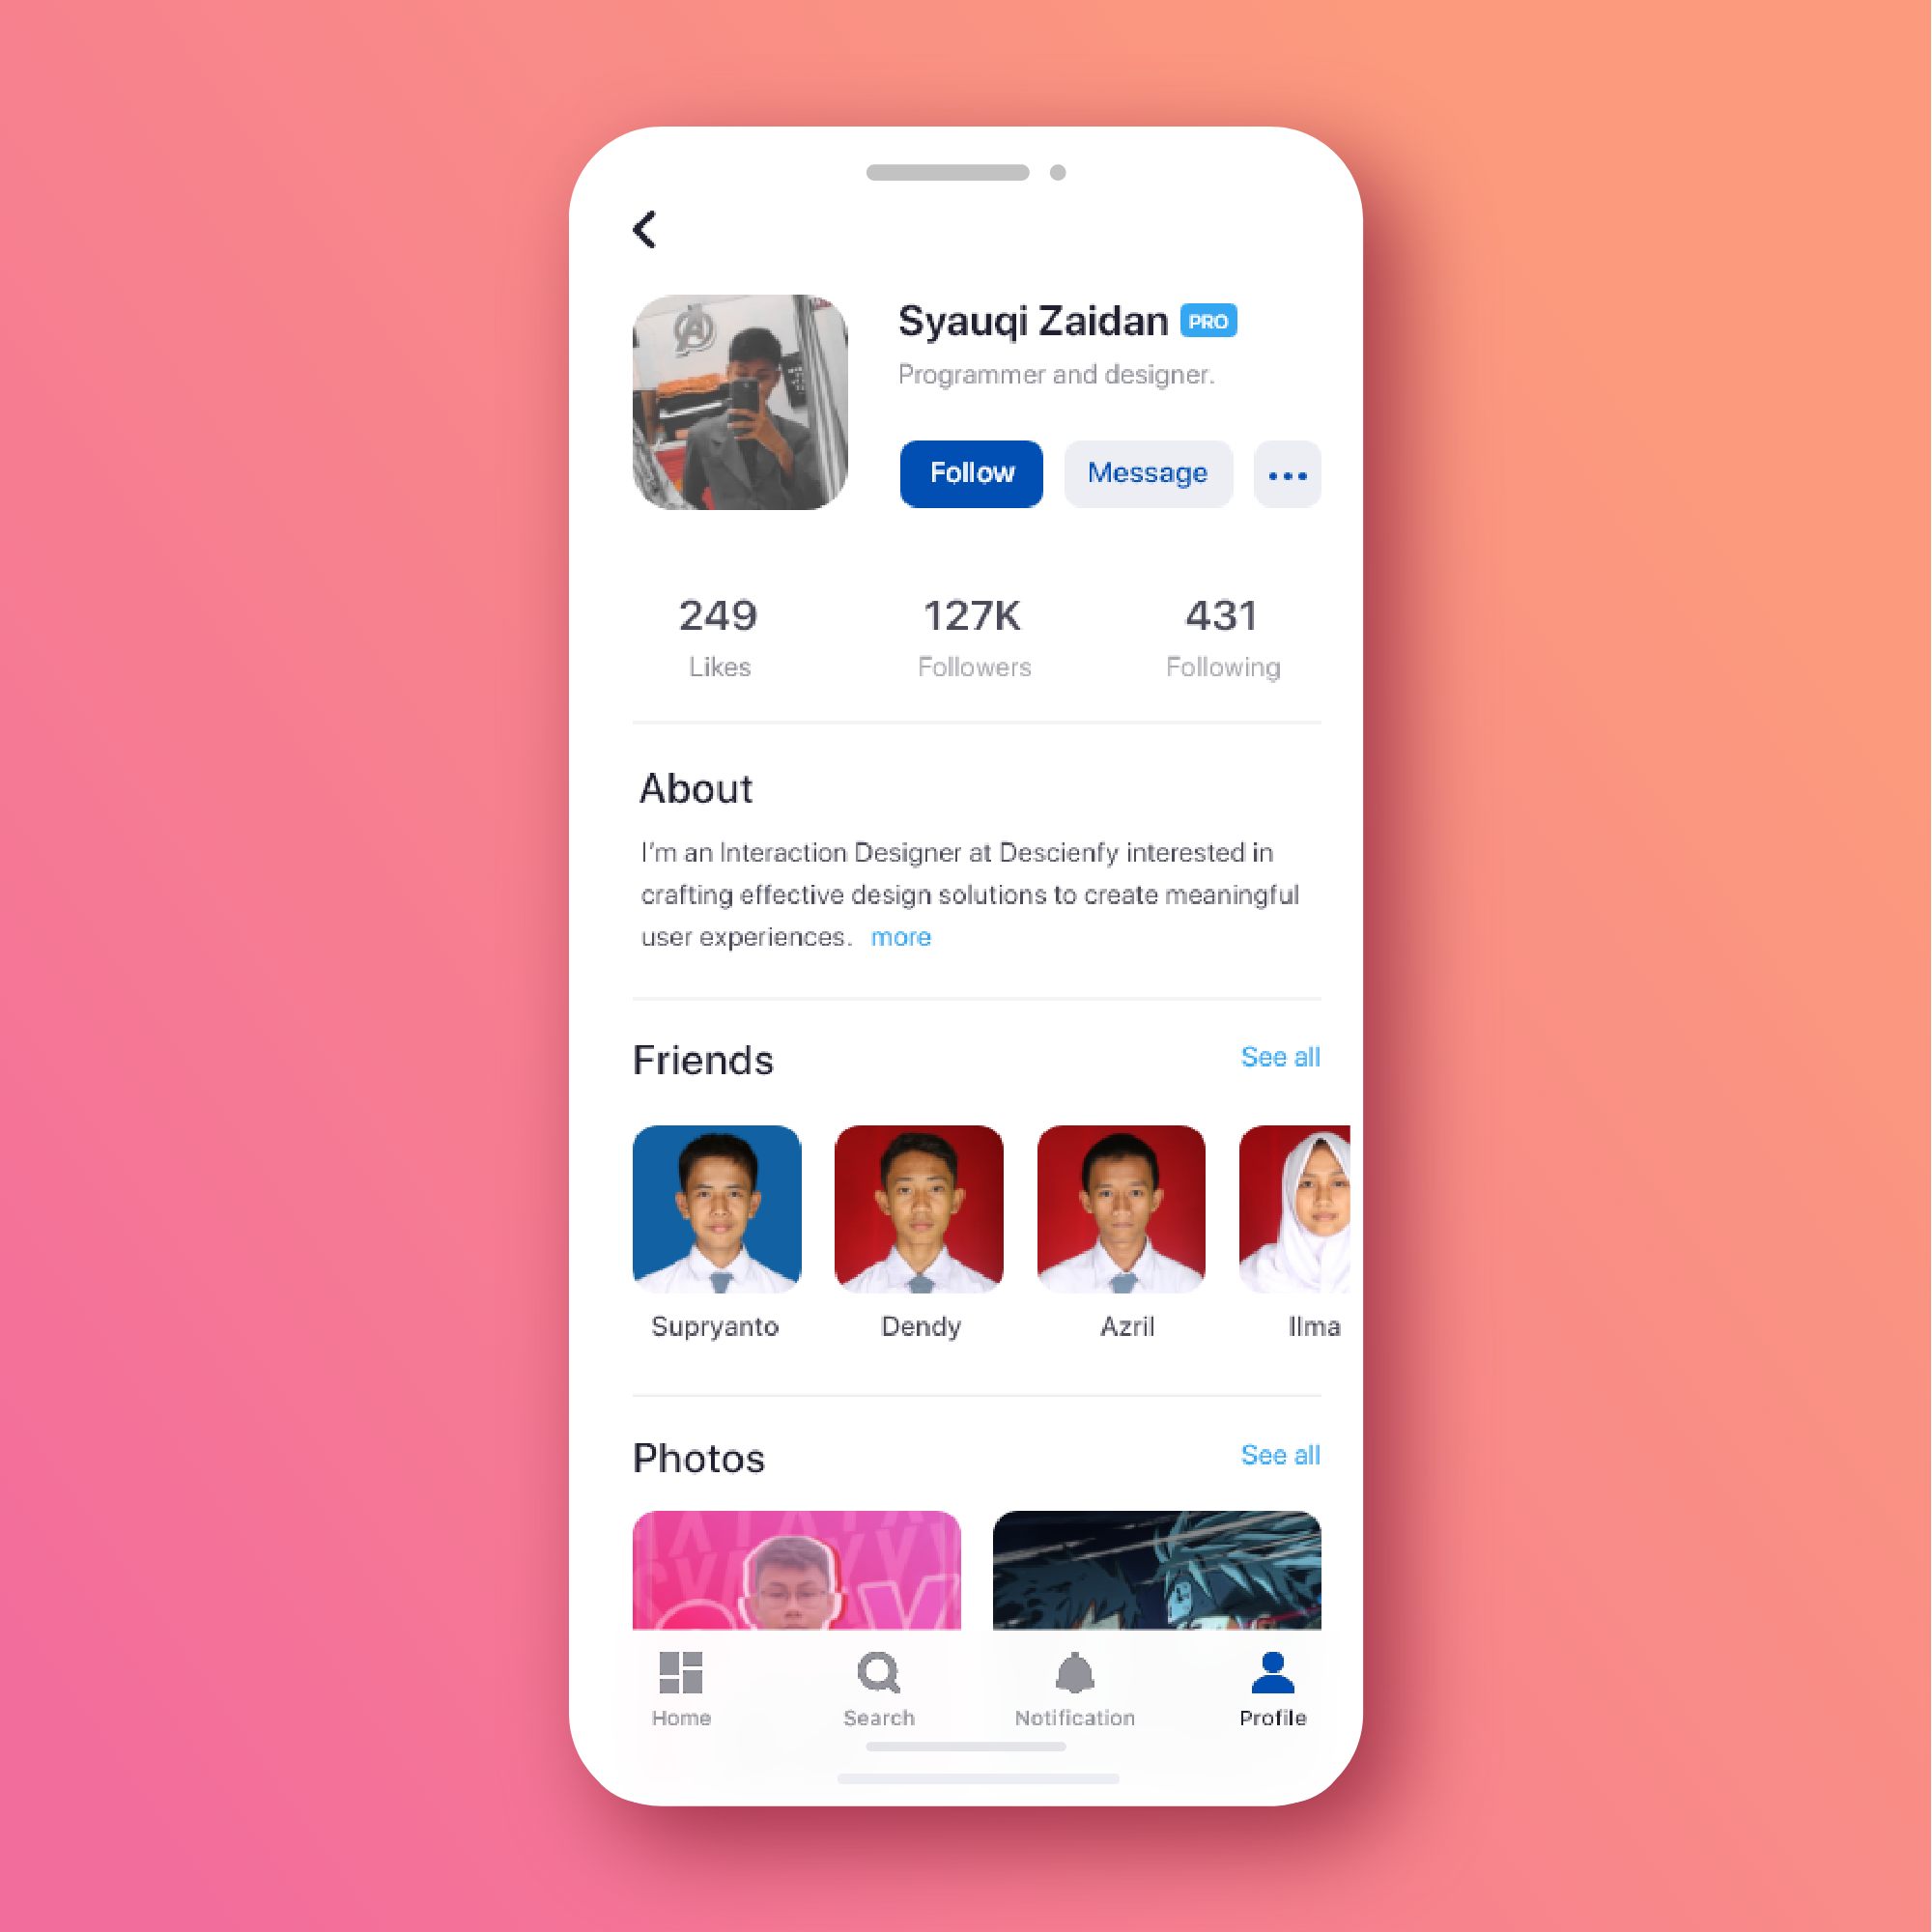 Syauqi Zaidan PRO
Programmer and designer.
Follow Message
249 127K 431
Likes Followers Following
About
I'm an Interaction Designer at Descienfy interested in
crafting effective design solutions to create meaningful
user experiences. more
Friends See all
Supryanto Dendy Azril Ilma
Photos See all
Home Search Notification Profile